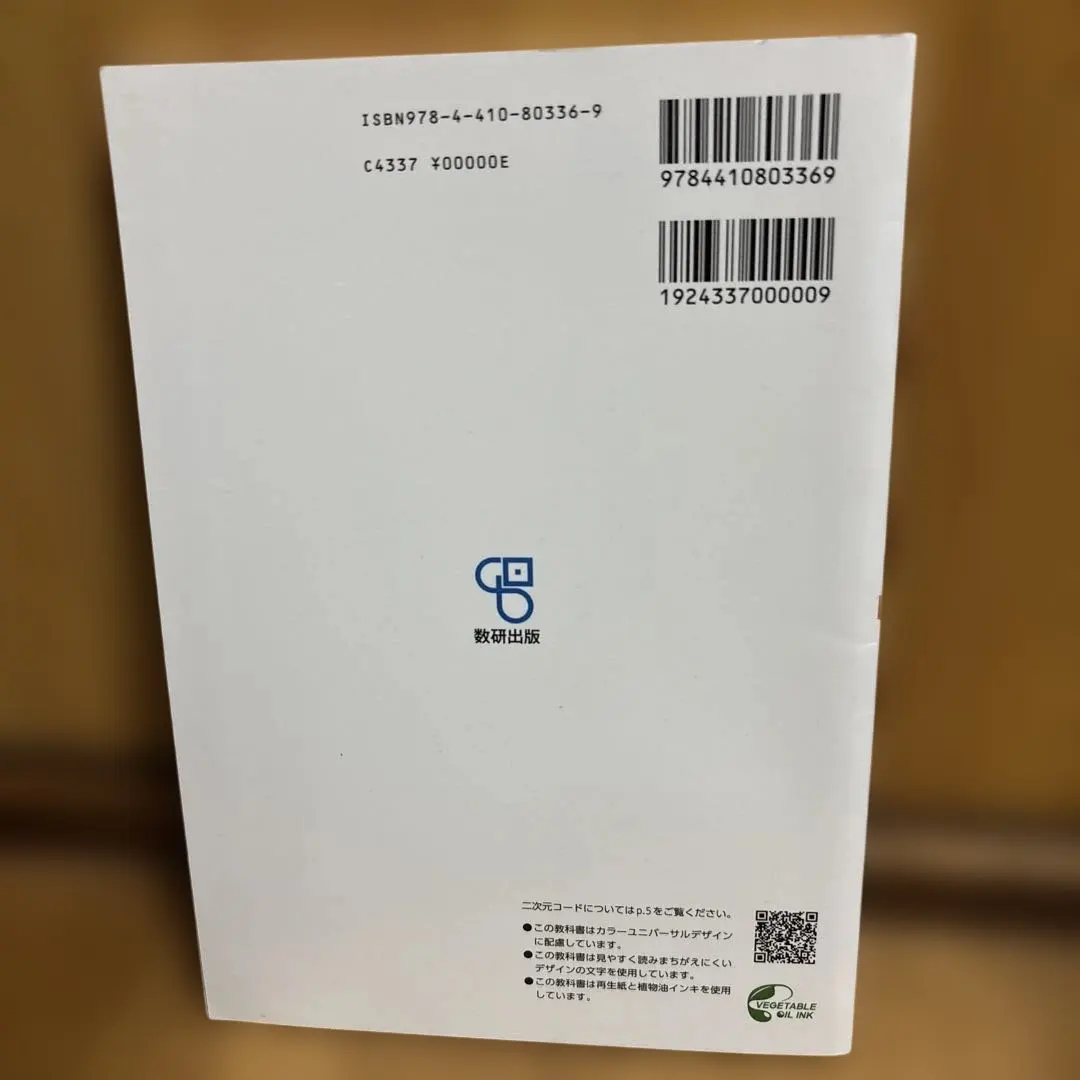 ISBN978-4-410-80336-9
C4337 ¥00000E
9784410803369
1924337000009
数研出版
二次元コードについてはp.5をご覧ください。
●この教科書はカラーユニバーサルデザイン
に配慮しています。
●この教科書は見やすく読みまちがえにくい
デザインの文字を使用しています。
●この教科書は再生紙と植物油インキを使用
しています。
VEGETABLE
OIL INK